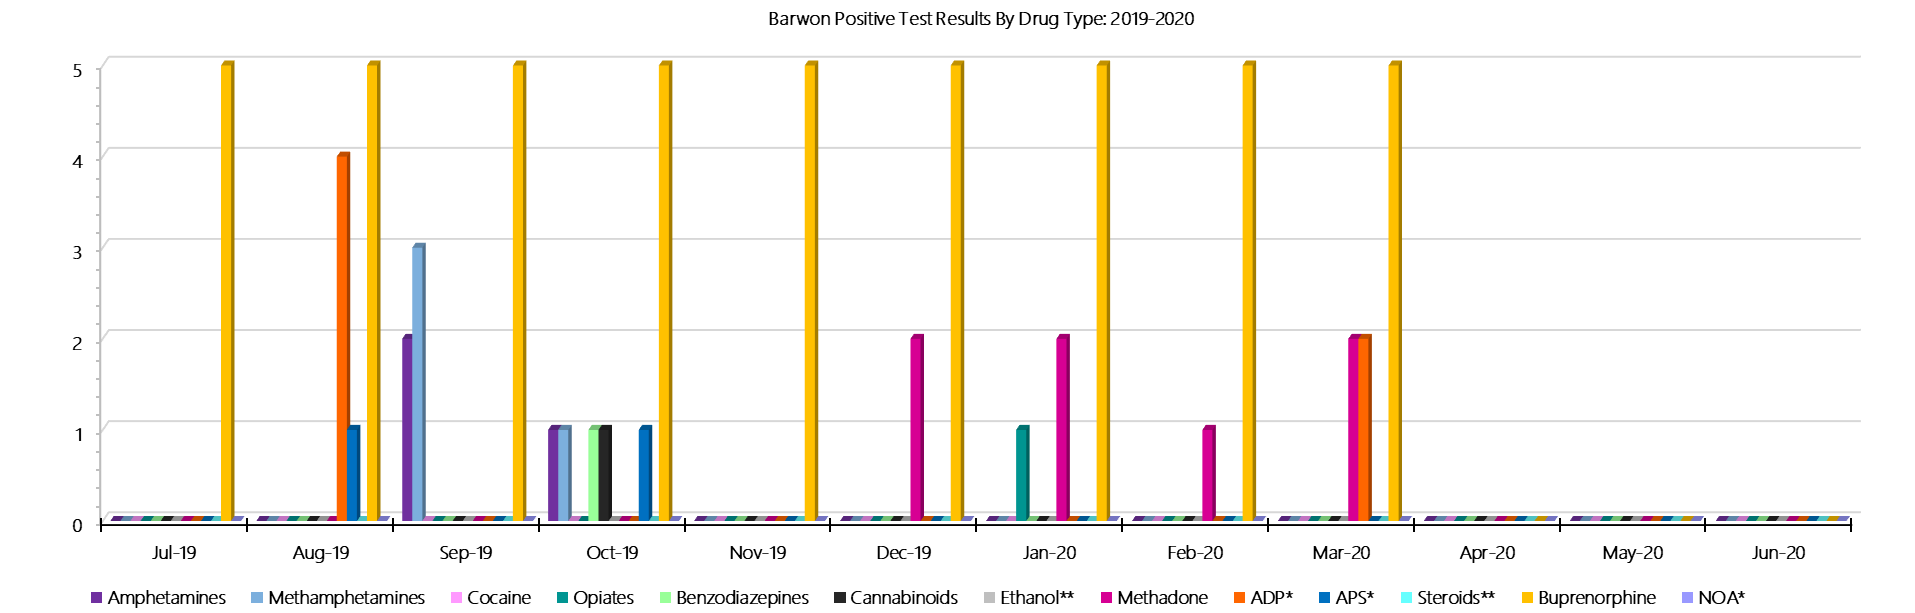 Barwon Positive Test Results By Drug Type: 2019-2020
5
4
3
2
1
0
Jul-19 Aug-19 Sep-19 Oct-19 Nov-19 Dec-19 Jan-20 Feb-20 Mar-20 Apr-20 May-20 Jun-20
Amphetamines Methamphetamines Cocaine Opiates Benzodiazepines Cannabinoids Ethanol** Methadone ADP* APS* Steroids** Buprenorphine NOA*